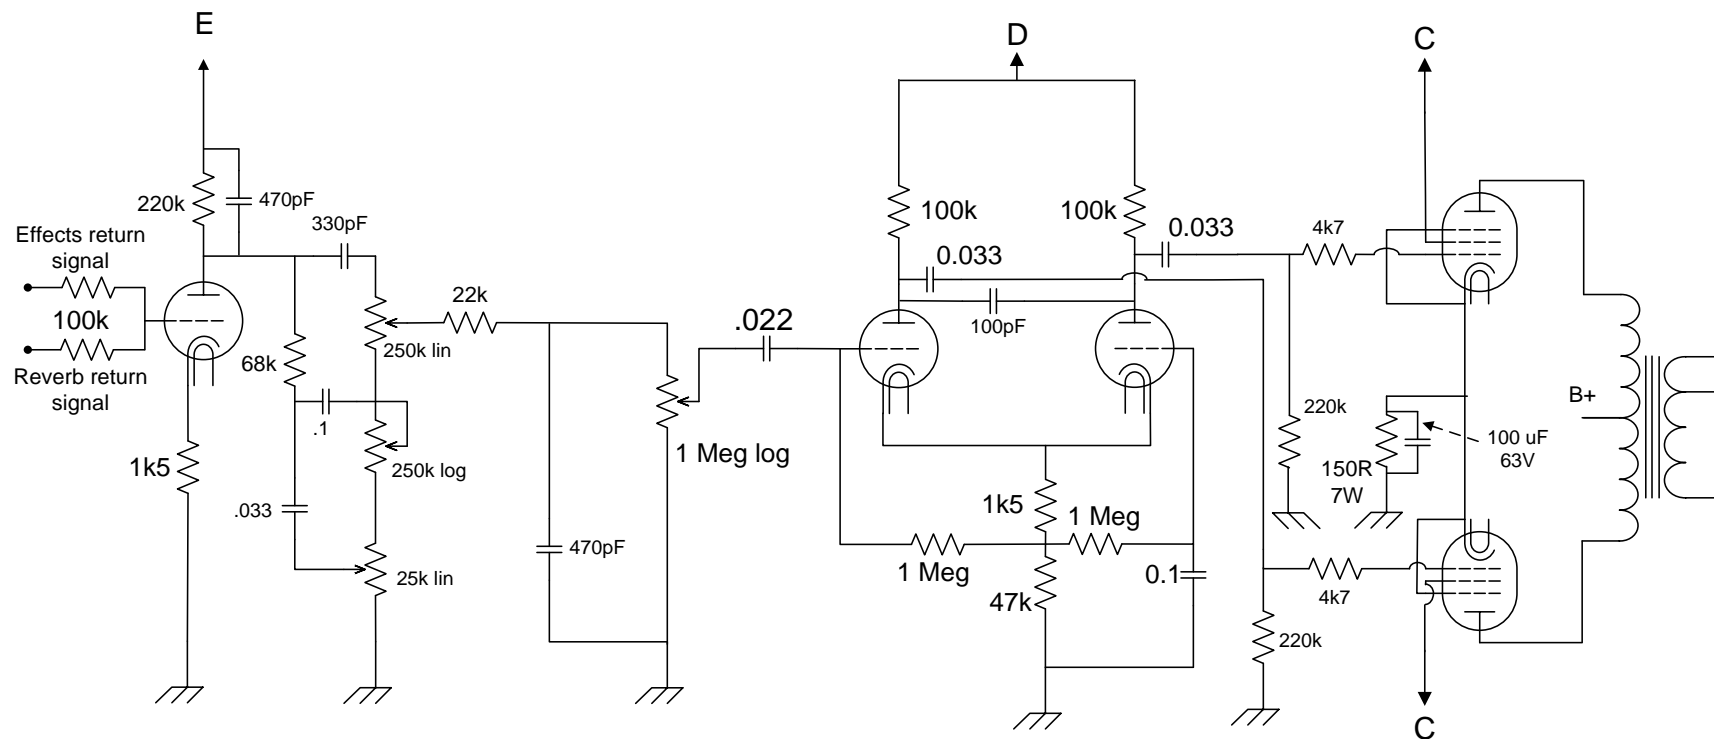 E
D
C
220k
470pF
330pF
100k
100k
0.033
4k7
Effects return
signal
0.033
22k
100pF
100k
.022
250k lin
68k
Reverb return
signal
B+
.1
220k
100 uF
63V
1 Meg log
1k5
250k log
150R
7W
1k5
.033
1 Meg
470pF
1 Meg
0.1
25k lin
47k
4k7
220k
C